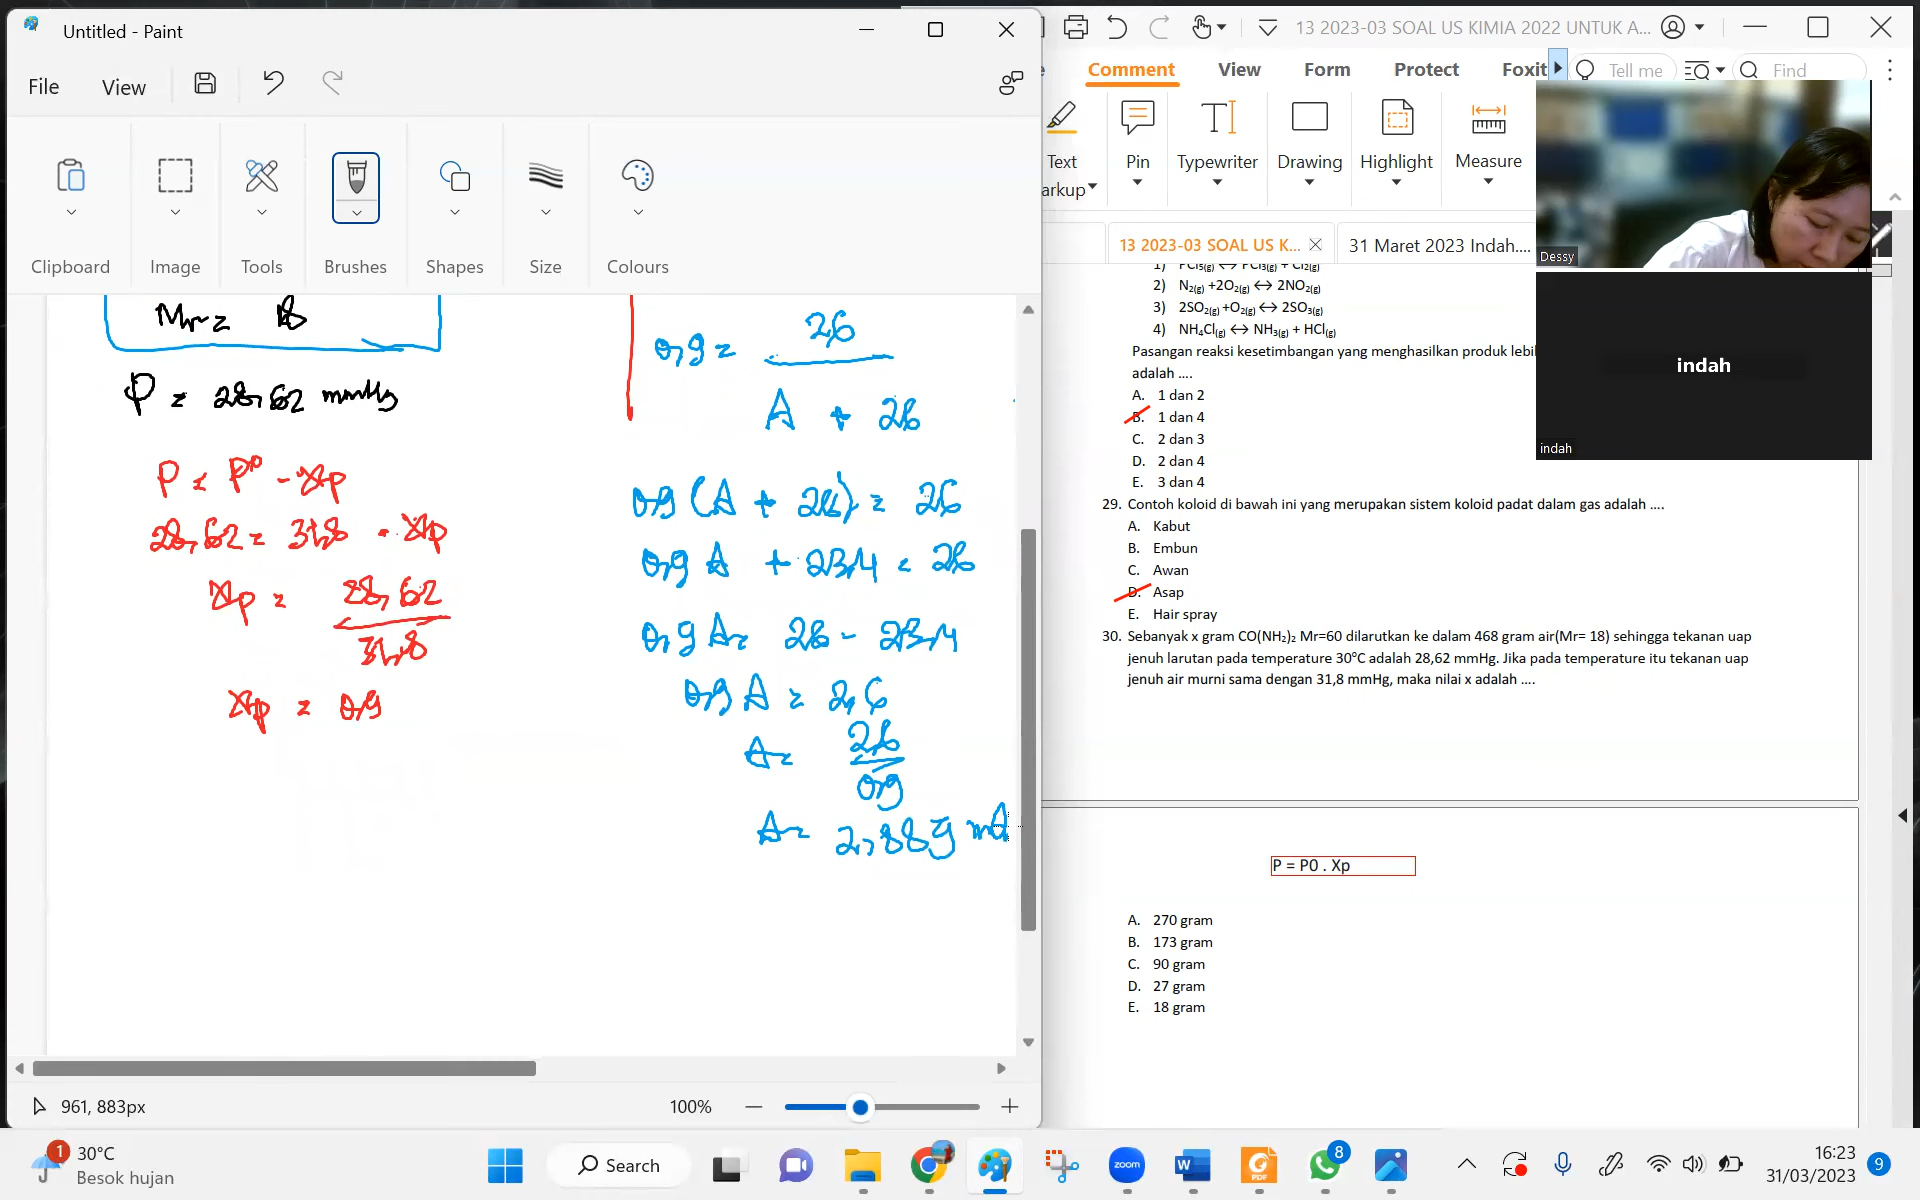 Untitled - Paint
File
View
Clipboard
Image
Tools
Brushes
Shapes
Size
Colours
Mr = 18
P = 28,62 mmHg
P = P° - Xp
28,62 = 31,8 - Xp
Xp = 28,62
31,8
Xp = 0,9
0,9 = 26
A + 26
0,9 (A + 26) = 26
0,9 A + 23,4 = 26
0,9 A = 26 - 23,4
0,9 A = 2,6
A = 2,6
0,9
A =
961, 883px
100%
13 2023-03 SOAL US KIMIA 2022 UNTUK A...
Comment
View
Form
Protect
Foxit
Tell me
Find
Text
arkup
Pin
Typewriter
Drawing
Highlight
Measure
13 2023-03 SOAL US K...
31 Maret 2023 Indah....
Dessy
indah
indah
1) PCl5(g) ↔ PCl3(g) + Cl2(g)
2) N2(g) +2O2(g) ↔ 2NO2(g)
3) 2SO2(g) +O2(g) ↔ 2SO3(g)
4) NH4Cl(g) ↔ NH3(g) + HCl(g)
Pasangan reaksi kesetimbangan yang menghasilkan produk lebi
adalah ....
A. 1 dan 2
B. 1 dan 4
C. 2 dan 3
D. 2 dan 4
E. 3 dan 4
29. Contoh koloid di bawah ini yang merupakan sistem koloid padat dalam gas adalah ....
A. Kabut
B. Embun
C. Awan
D. Asap
E. Hair spray
30. Sebanyak x gram CO(NH2)2 Mr=60 dilarutkan ke dalam 468 gram air(Mr= 18) sehingga tekanan uap
jenuh larutan pada temperature 30°C adalah 28,62 mmHg. Jika pada temperature itu tekanan uap
jenuh air murni sama dengan 31,8 mmHg, maka nilai x adalah ....
P = P0 . Xp
A. 270 gram
B. 173 gram
C. 90 gram
D. 27 gram
E. 18 gram
1
30°C
Besok hujan
Search
zoom
W
PDF
8
16:23
31/03/2023
9